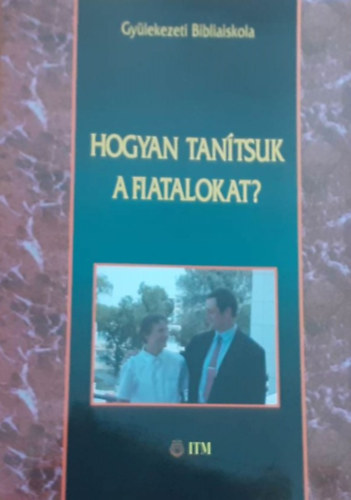 Gyülekezeti Bibliaiskola
HOGYAN TANÍTSUK
A FIATALOKAT?
ITM